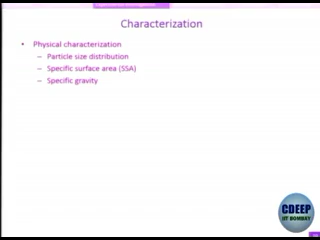 Characterization
• Physical characterization
– Particle size distribution
– Specific surface area (SSA)
– Specific gravity
CDEEP
IIT BOMBAY